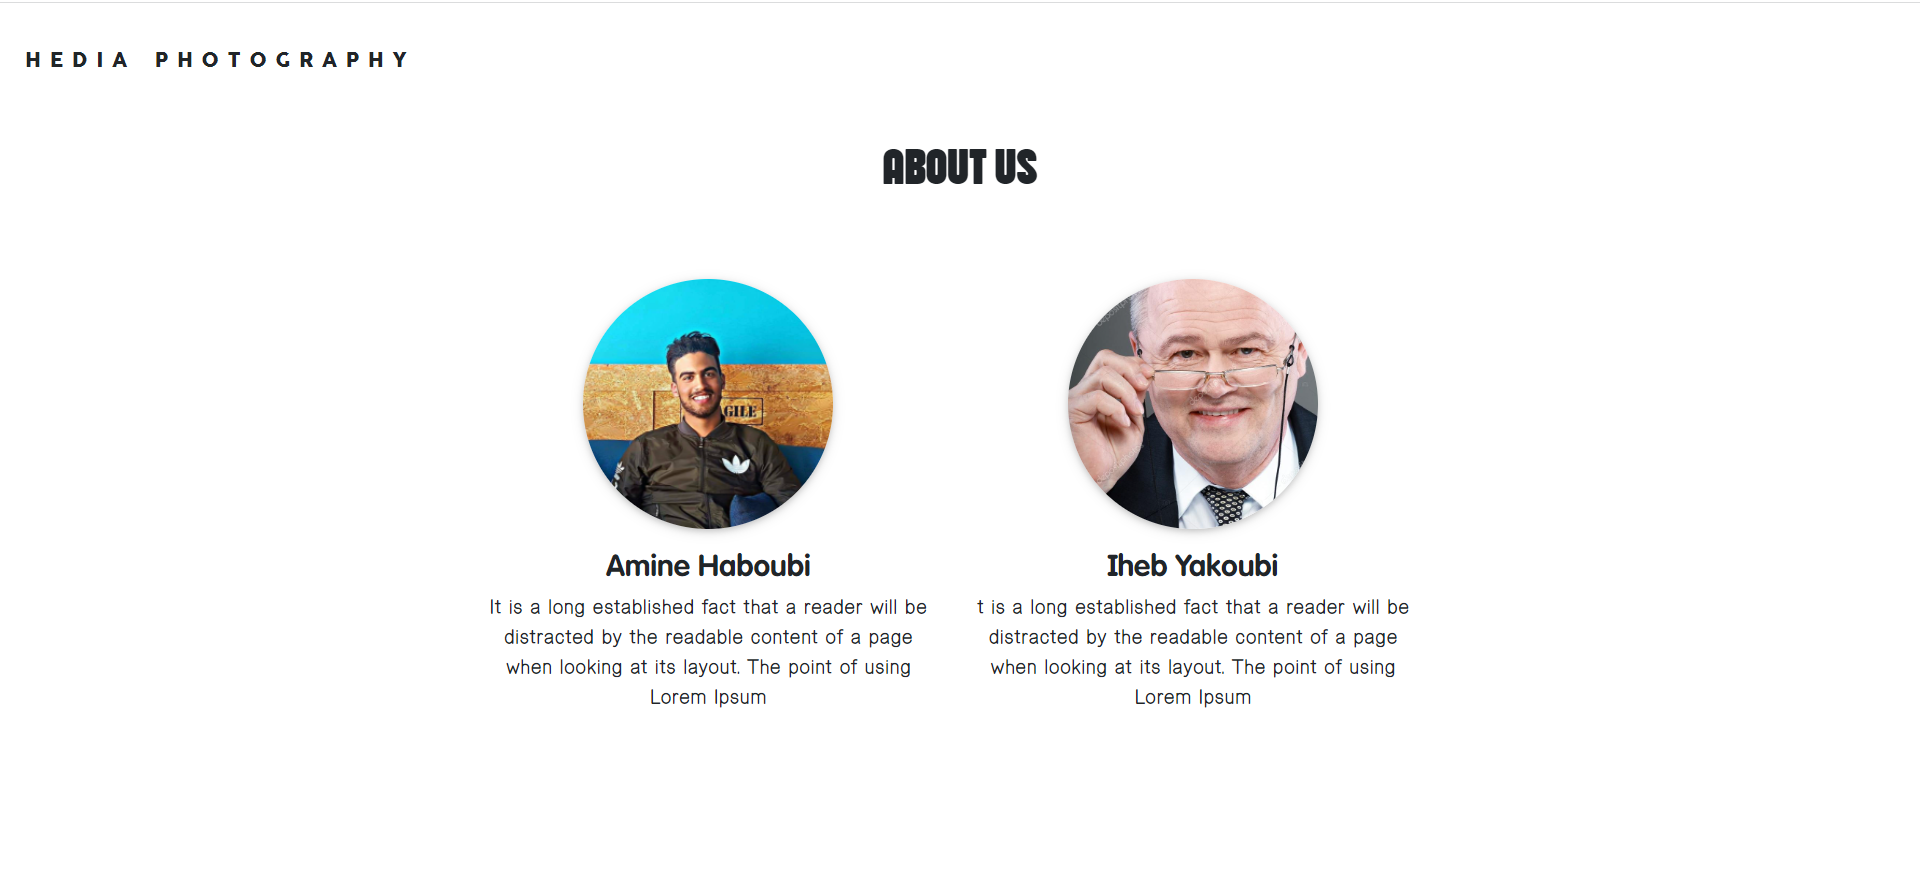 HEDIA PHOTOGRAPHY
ABOUT US
GILE
Amine Haboubi
It is a long established fact that a reader will be
distracted by the readable content of a page
when looking at its layout. The point of using
Lorem Ipsum
Iheb Yakoubi
t is a long established fact that a reader will be
distracted by the readable content of a page
when looking at its layout. The point of using
Lorem Ipsum